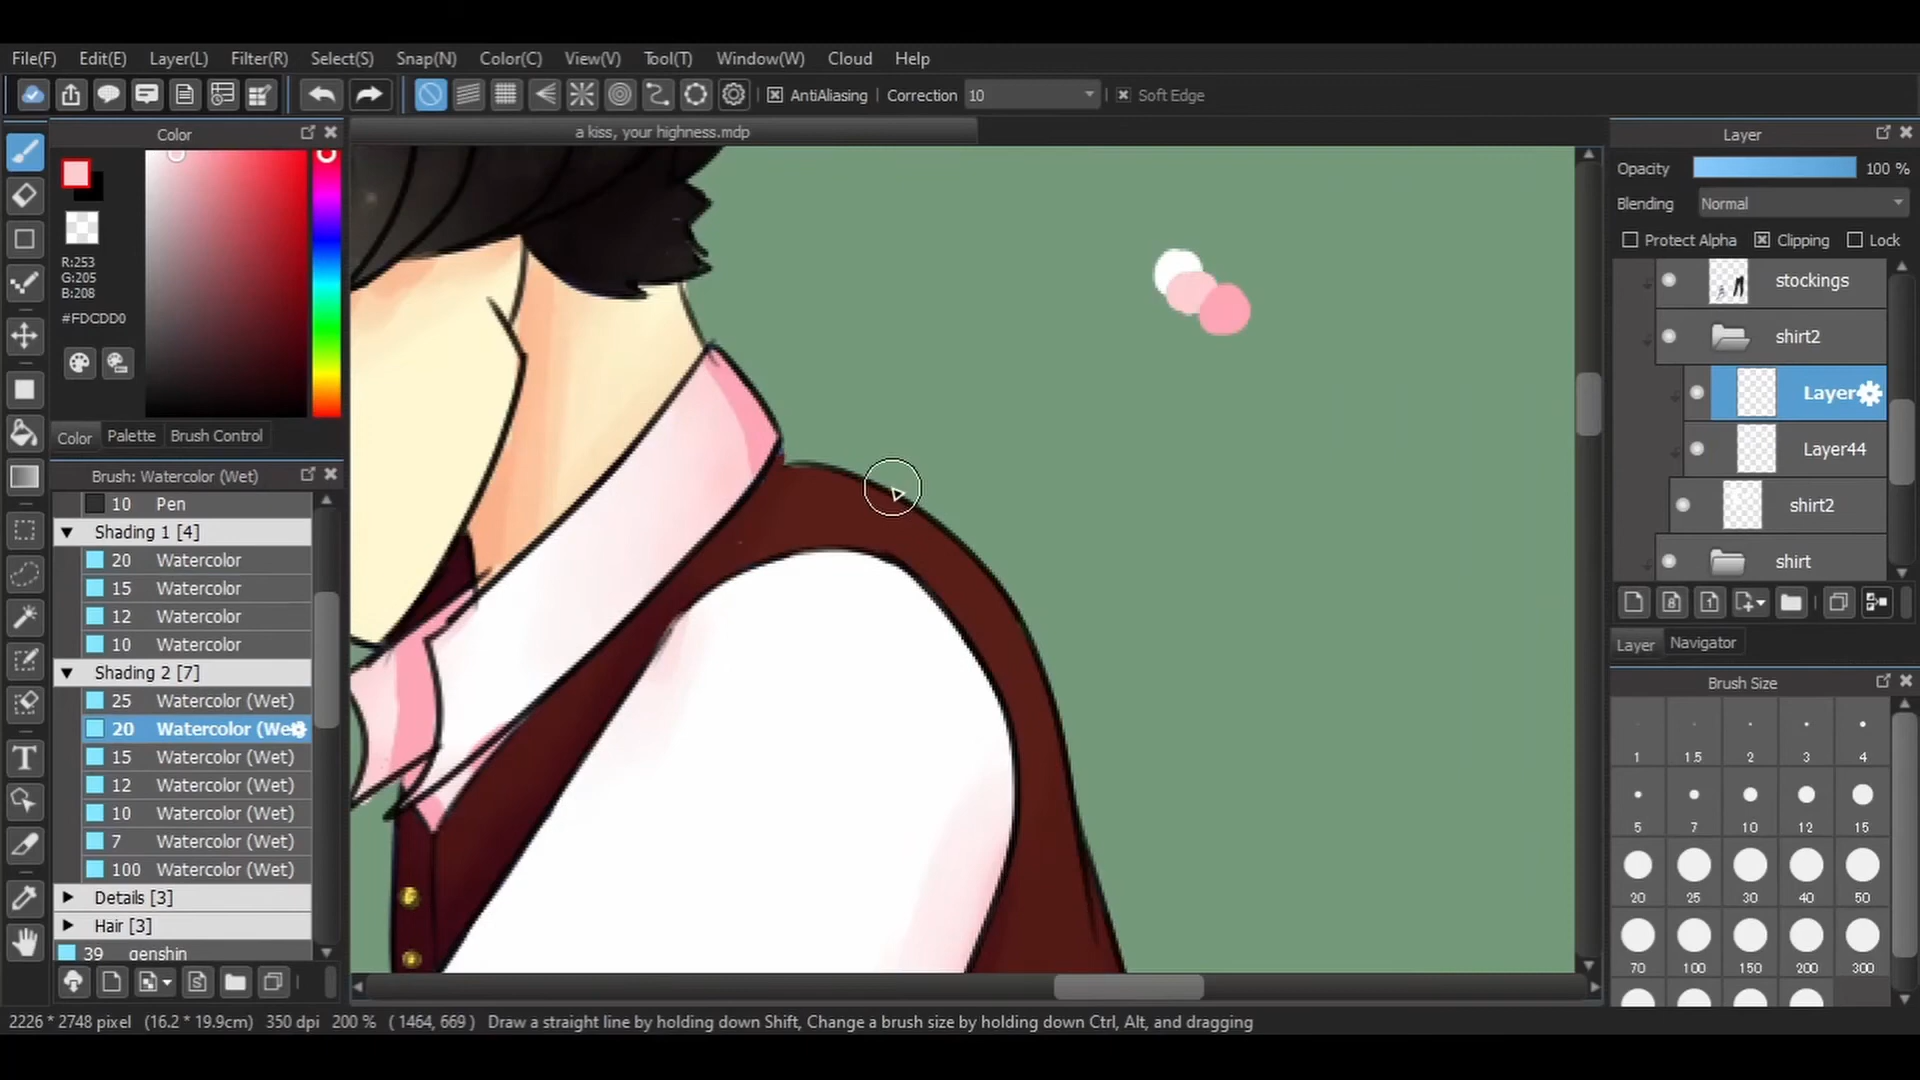 File(F) Edit(E) Layer(L) Filter(R) Select(S) Snap(N) Color(C) View(V) Tool(T) Window(W) Cloud Help
AntiAliasing Correction 10 Soft Edge
Color
a kiss, your highness.mdp
Layer
R:253
G:205
B:208
#FDCDD0
Color Palette Brush Control
Brush: Watercolor (Wet)
10 Pen
Shading 1 [4]
20 Watercolor
15 Watercolor
12 Watercolor
10 Watercolor
Shading 2 [7]
25 Watercolor (Wet)
20 Watercolor (We
15 Watercolor (Wet)
12 Watercolor (Wet)
10 Watercolor (Wet)
7 Watercolor (Wet)
100 Watercolor (Wet)
Details [3]
Hair [3]
39 genshin
Opacity 100 %
Blending Normal
Protect Alpha Clipping Lock
stockings
shirt2
Layer
Layer44
shirt2
shirt
8 1
Layer Navigator
Brush Size
1 1.5 2 3 4
5 7 10 12 15
20 25 30 40 50
70 100 150 200 300
2226 * 2748 pixel (16.2 * 19.9cm) 350 dpi 200 % ( 1464, 669 ) Draw a straight line by holding down Shift, Change a brush size by holding down Ctrl, Alt, and dragging